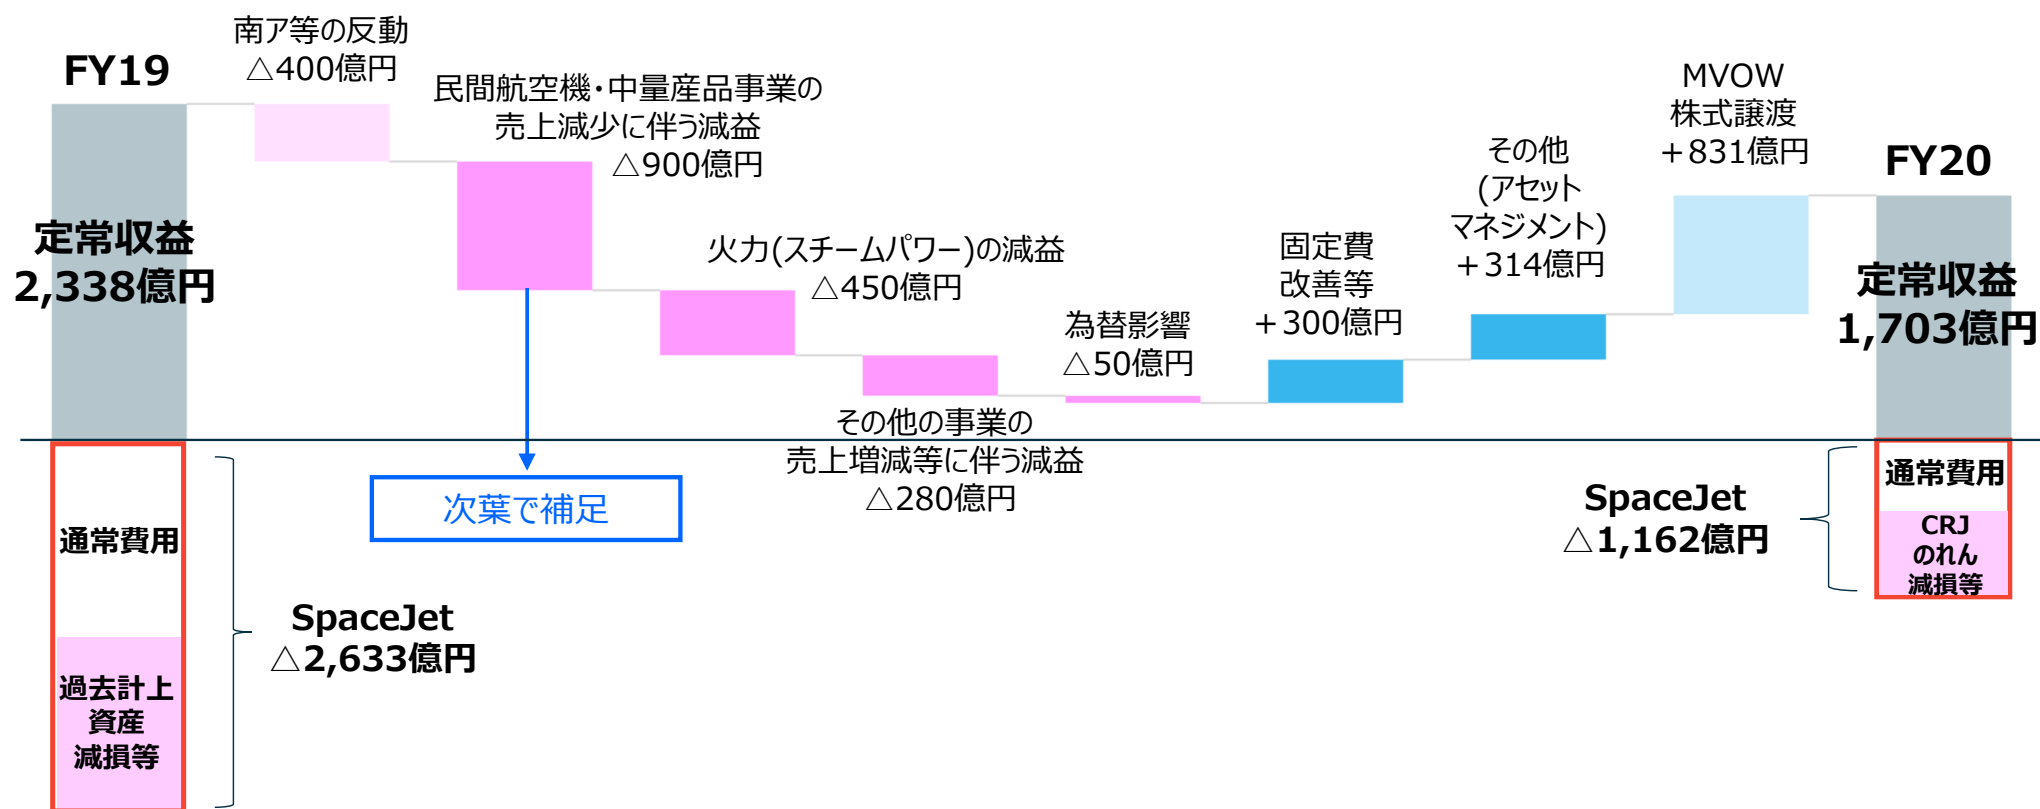 FY19
定常収益
2,338億円
南ア等の反動
△400億円
民間航空機・中量産品事業の
売上減少に伴う減益
△900億円
火力(スチームパワー)の減益
△450億円
その他の事業の
売上増減等に伴う減益
△280億円
為替影響
△50億円
固定費
改善等
＋300億円
その他
(アセット
マネジメント)
＋314億円
MVOW
株式譲渡
＋831億円
FY20
定常収益
1,703億円
次葉で補足
通常費用
過去計上
資産
減損等
SpaceJet
△2,633億円
SpaceJet
△1,162億円
通常費用
CRJ
のれん
減損等